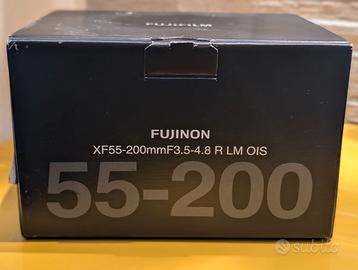 FUJIFILM
FUJINON
XF55-200mmF3.5-4.8 R LM OIS
55-200
subito